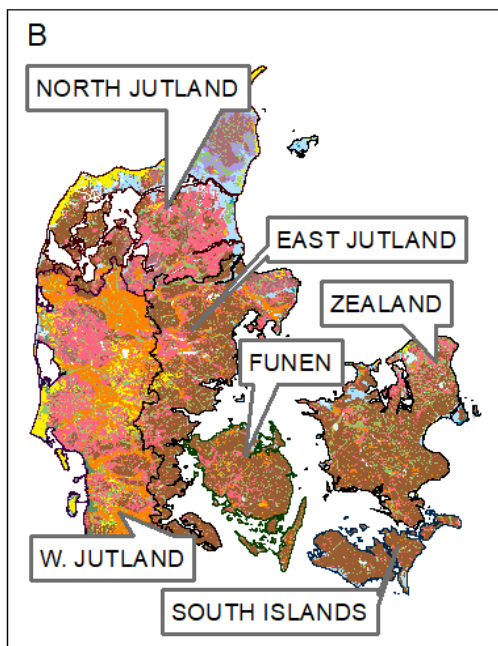 B
NORTH JUTLAND
EAST JUTLAND
ZEALAND
FUNEN
W. JUTLAND
SOUTH ISLANDS